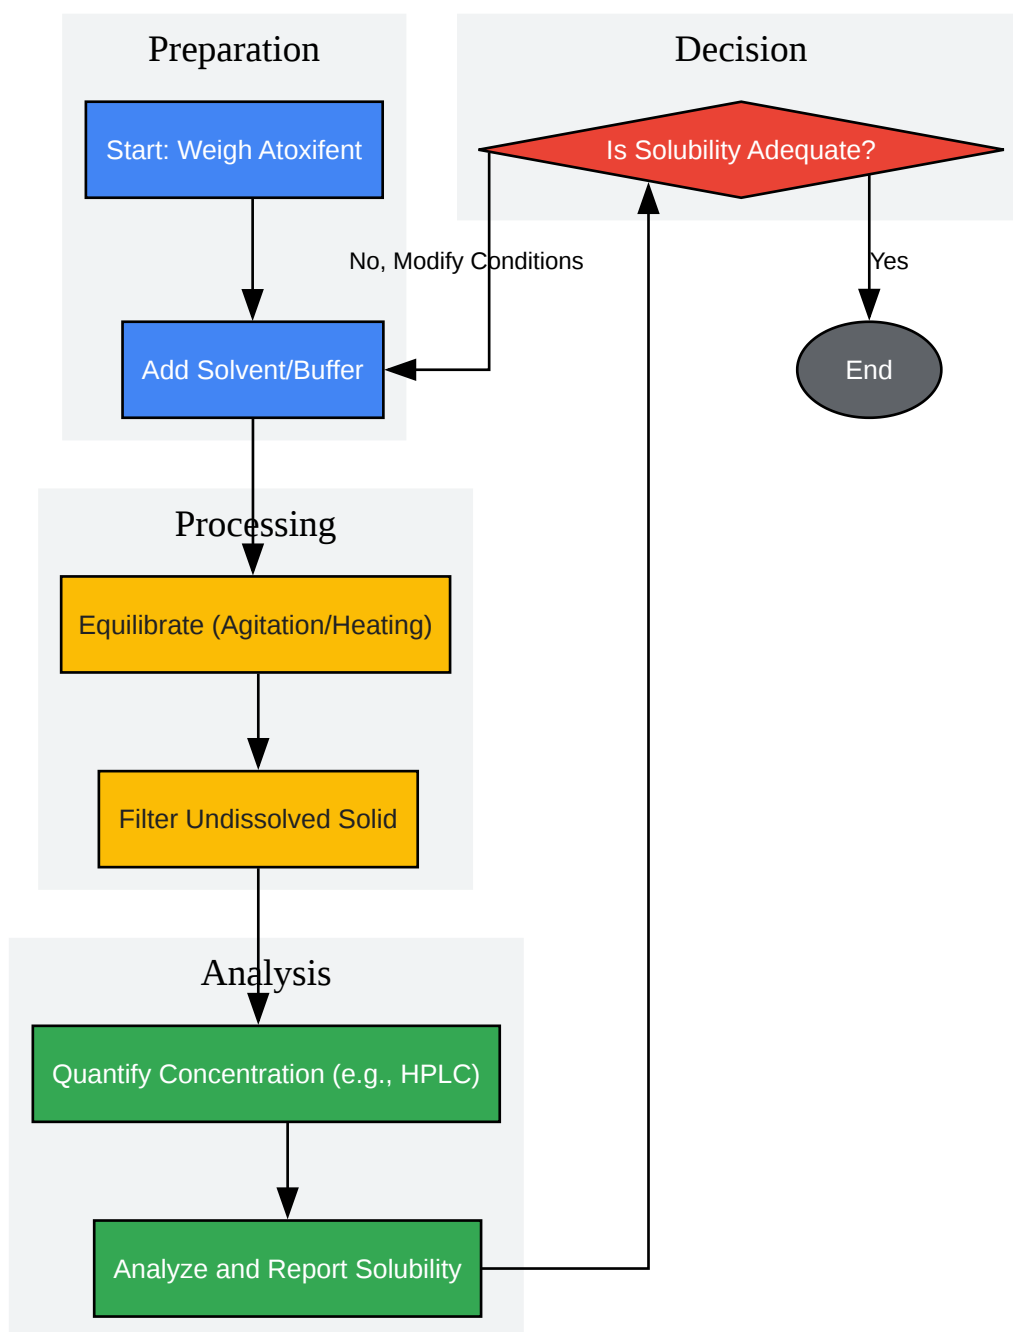 Preparation
Start: Weigh Atoxifent
Add Solvent/Buffer
Decision
Is Solubility Adequate?
No, Modify Conditions
Yes
End
Processing
Equilibrate (Agitation/Heating)
Filter Undissolved Solid
Analysis
Quantify Concentration (e.g., HPLC)
Analyze and Report Solubility